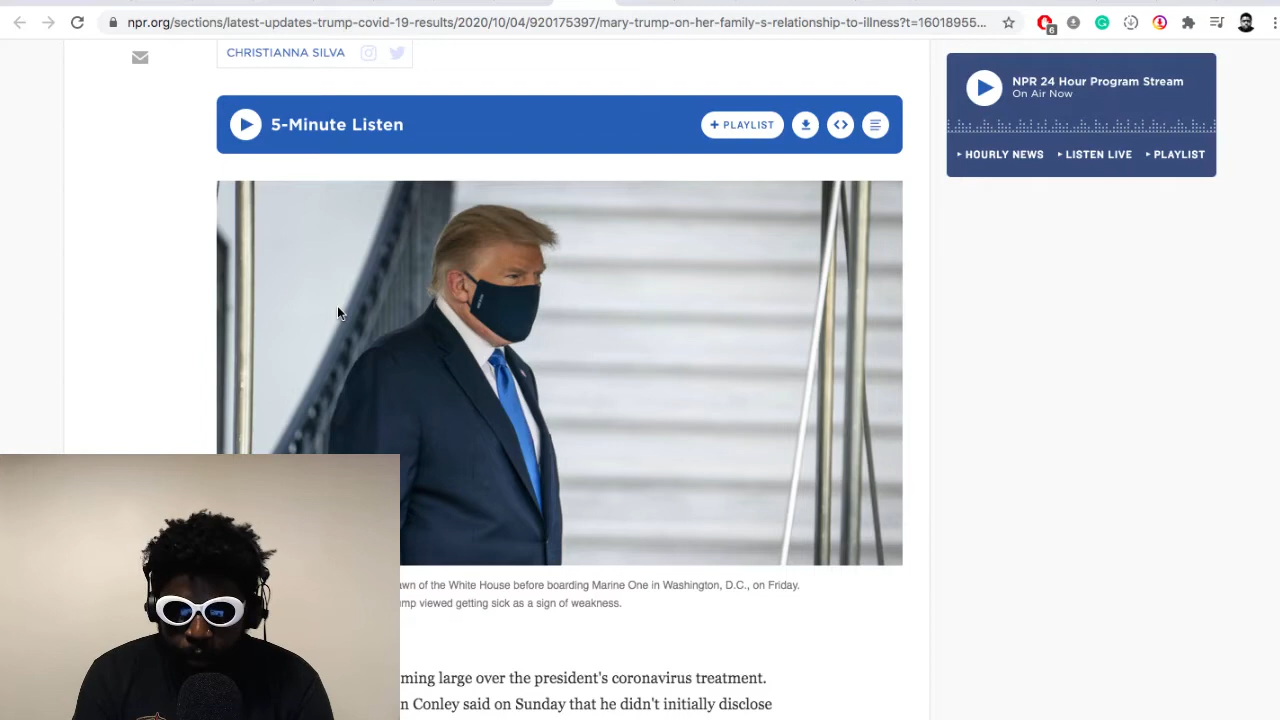 npr.org/sections/latest-updates-trump-covid-19-results/2020/10/04/920175397/mary-trump-on-her-family-s-relationship-to-illness?t=16018955...
6
CHRISTIANNA SILVA
5-Minute Listen
+ PLAYLIST
NPR 24 Hour Program Stream
On Air Now
HOURLY NEWS LISTEN LIVE PLAYLIST
awn of the White House before boarding Marine One in Washington, D.C., on Friday.
ump viewed getting sick as a sign of weakness.
ming large over the president's coronavirus treatment.
n Conley said on Sunday that he didn't initially disclose